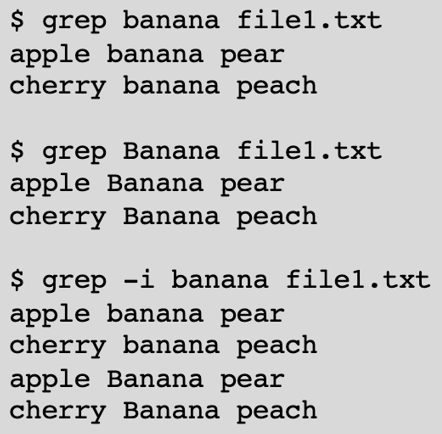 $ grep banana file1.txt
apple banana pear
cherry banana peach
$ grep Banana file1.txt
apple Banana pear
cherry Banana peach
$ grep -i banana file1.txt
apple banana pear
cherry banana peach
apple Banana pear
cherry Banana peach